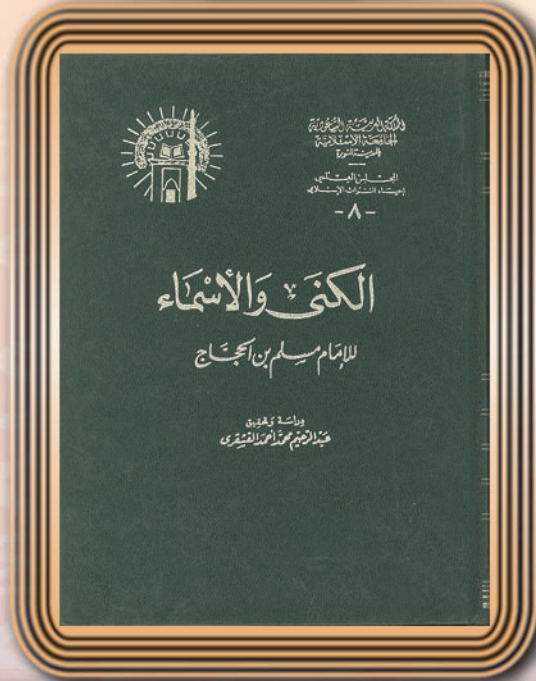 المملكة العربية السعودية
الجامعة الإسلامية
بالمدينة المنورة
المجلس العلمي
إحياء التراث الإسلامي
- ٨ -
الكنى والأسماء
للإمام مسلم بن الحجاج
دراسة وتحقيق
عبد الرحيم محمد أحمد القشقري